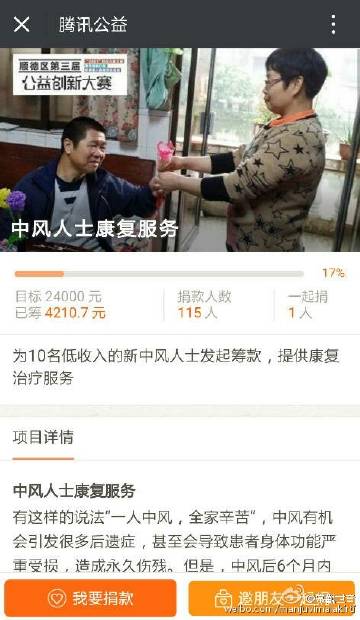 腾讯公益
顺德区第三届
公益创新大赛
中风人士康复服务
17%
目标 24000 元
已筹 4210.7 元
捐款人数
115 人
一起捐
1 人
为10名低收入的新中风人士发起筹款，提供康复
治疗服务
项目详情
中风人士康复服务
有这样的说法“一人中风，全家辛苦”，中风有机
会引发很多后遗症，甚至会导致患者身体功能严
重受损，造成永久伤残。但是，中风后6个月内
我要捐款
邀朋友一起捐
weibo.com/manjuvimalakirti